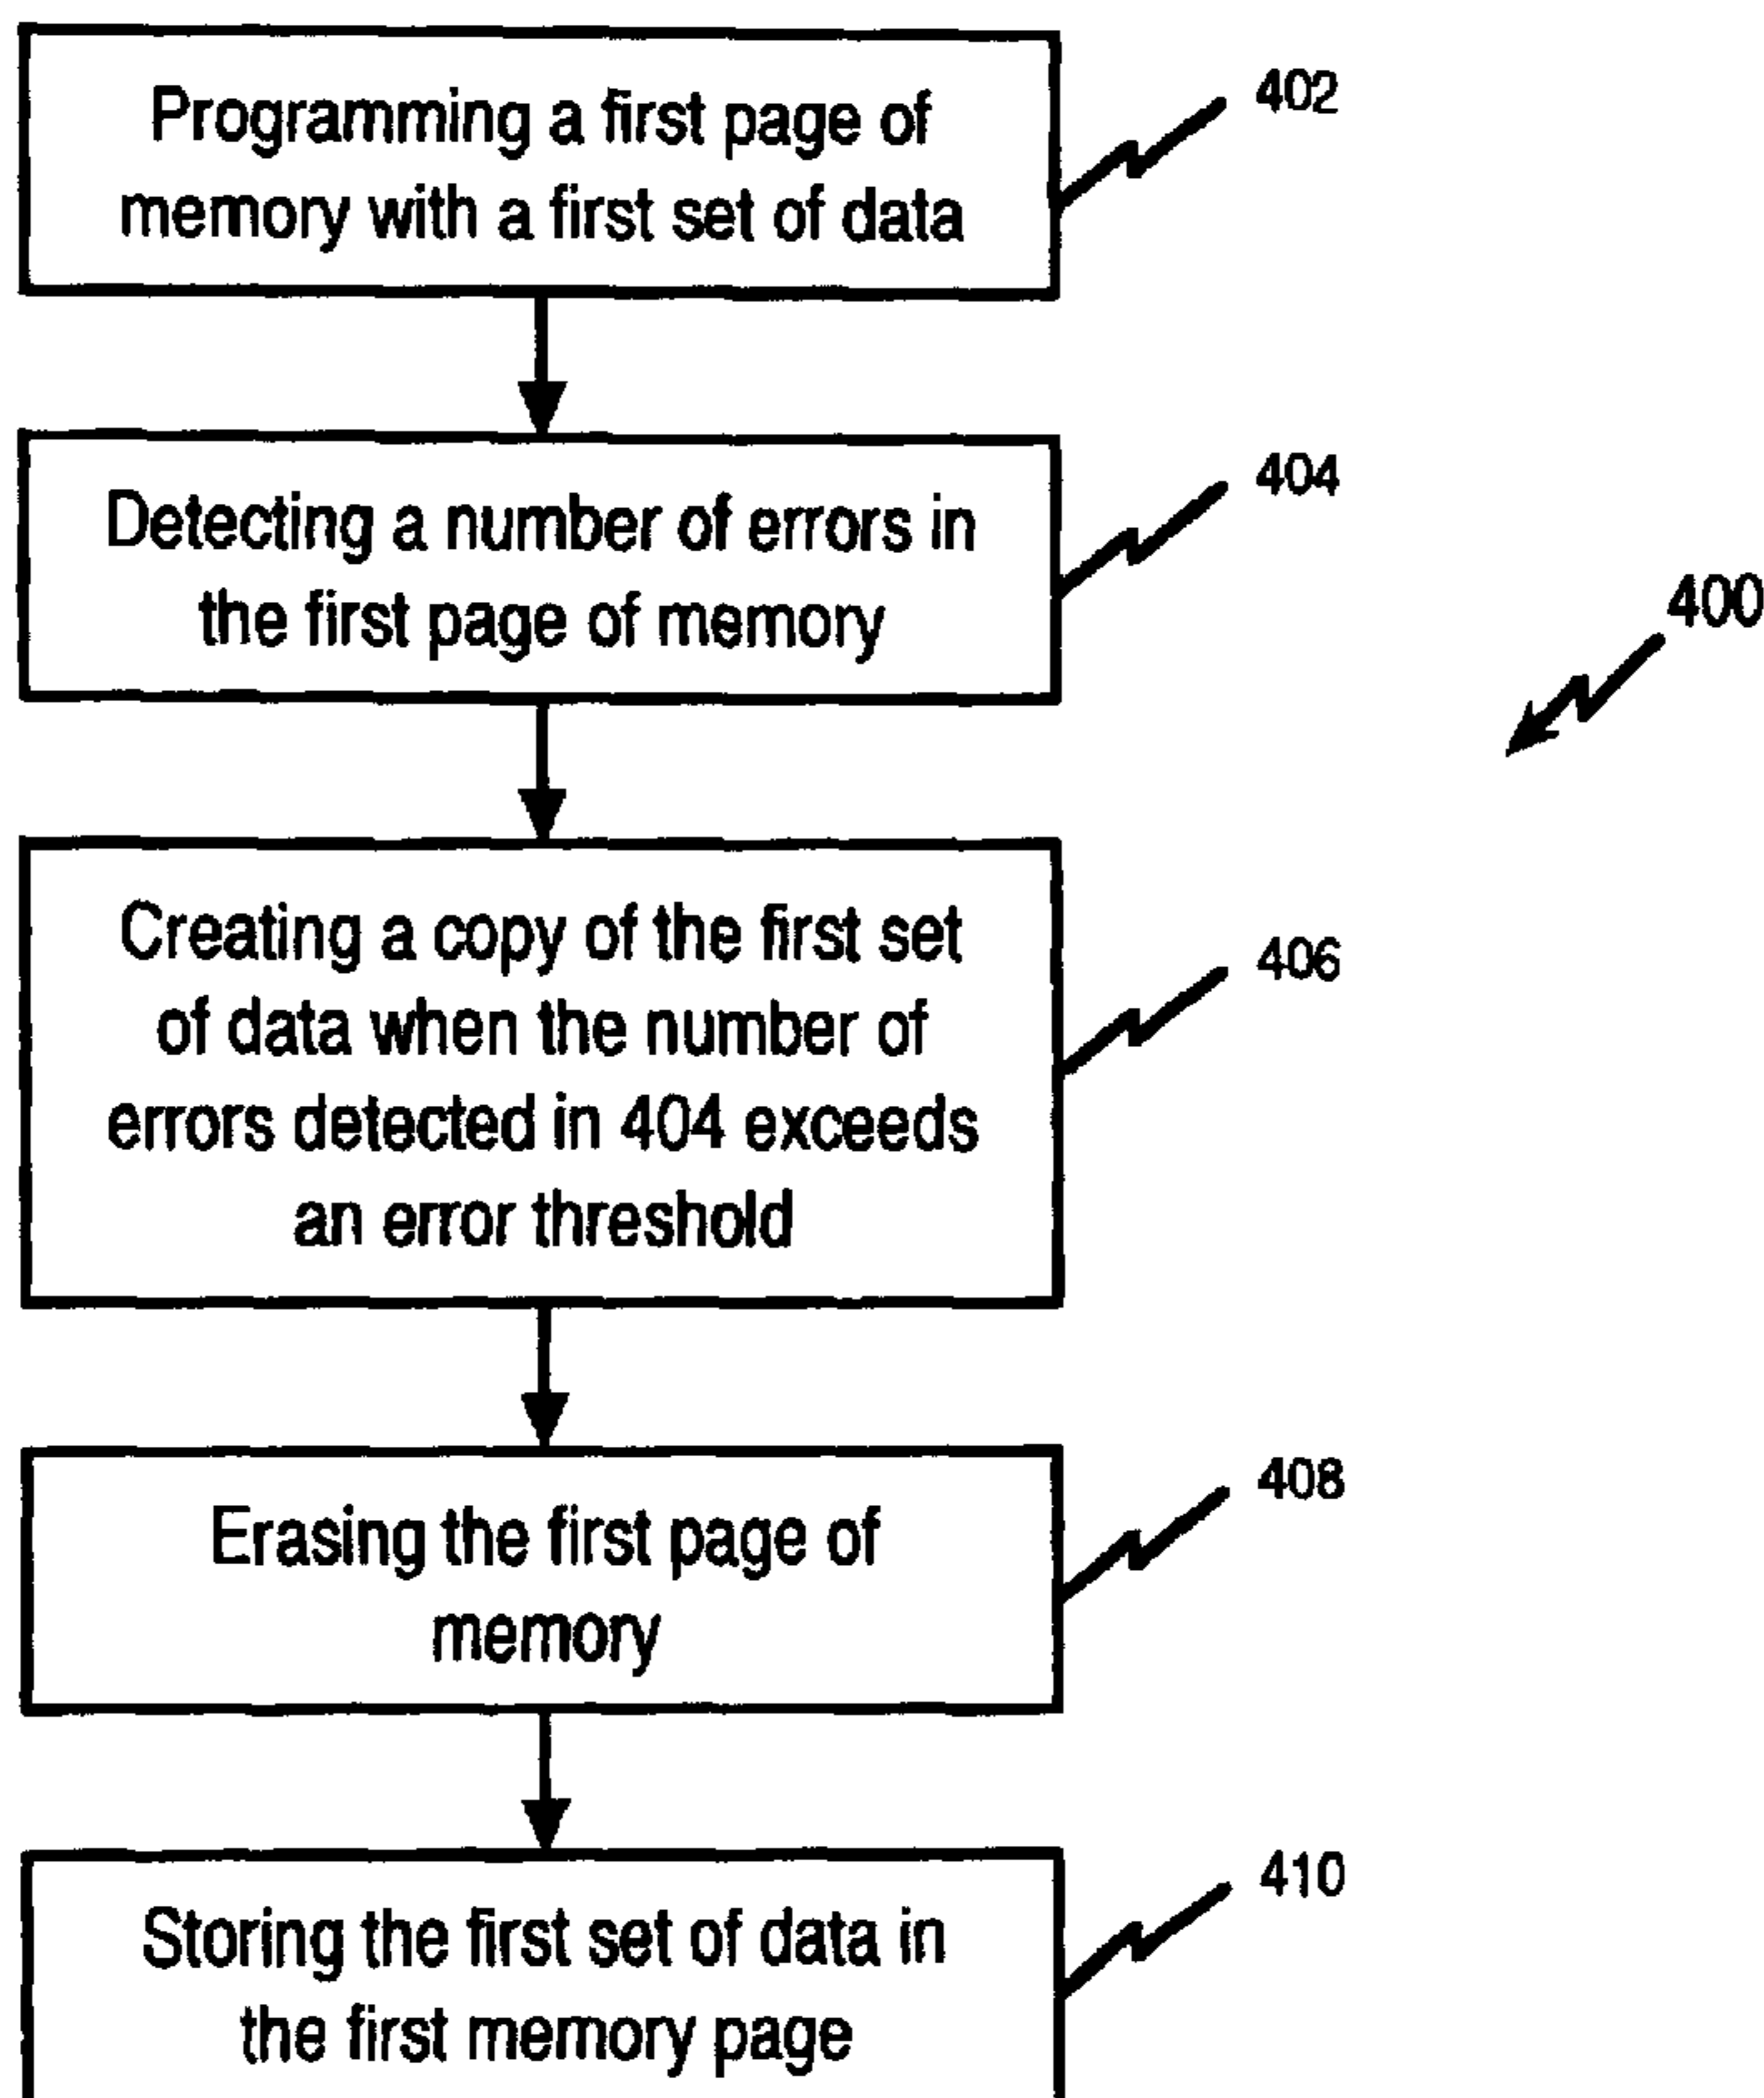 Programming a first page of
memory with a first set of data
402
Detecting a number of errors in
the first page of memory
404
400
Creating a copy of the first set
of data when the number of
errors detected in 404 exceeds
an error threshold
406
Erasing the first page of
memory
408
Storing the first set of data in
the first memory page
410